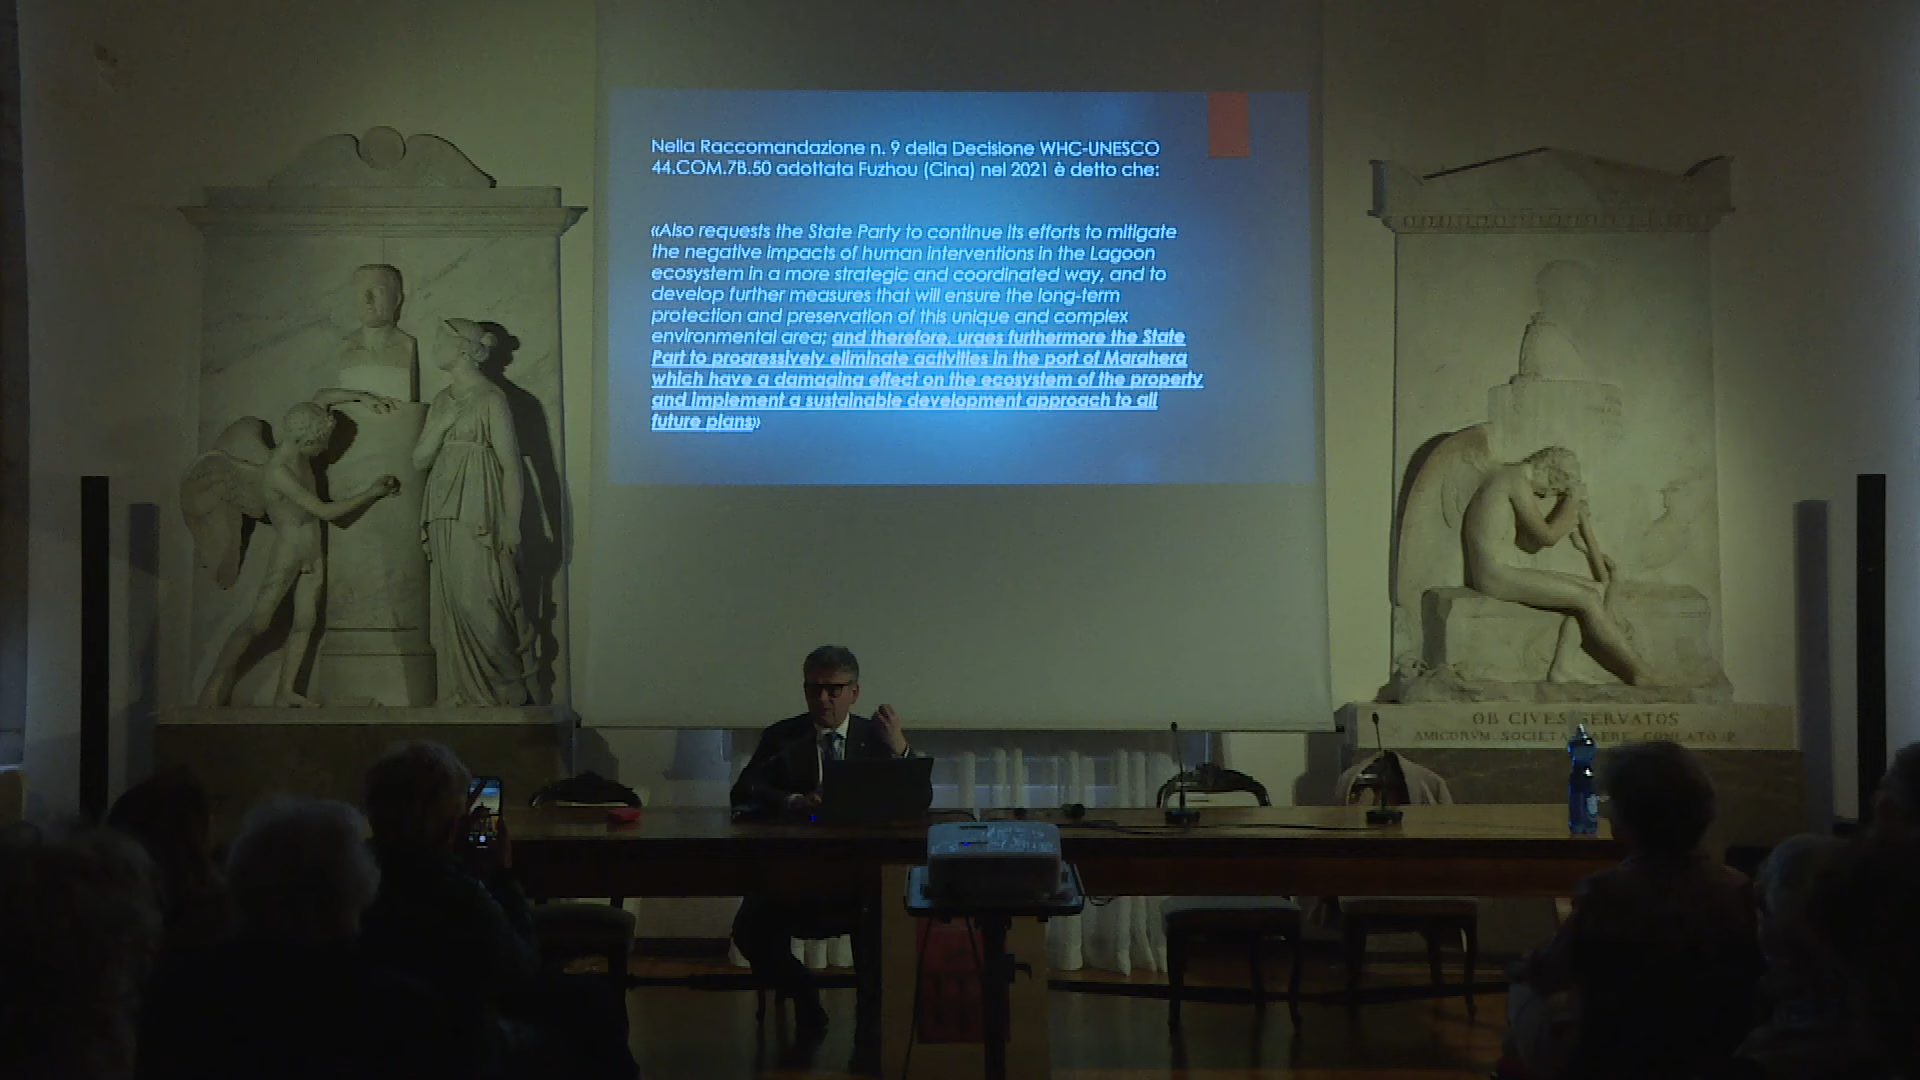 Nella Raccomandazione n. 9 della Decisione WHC-UNESCO
44.COM.7B.50 adottata Fuzhou (Cina) nel 2021 è detto che:
«Also requests the State Party to continue its efforts to mitigate
the negative impacts of human interventions in the Lagoon
ecosystem in a more strategic and coordinated way, and to
develop further measures that will ensure the long-term
protection and preservation of this unique and complex
environmental area; and therefore, urges furthermore the State
Part to progressively eliminate activities in the port of Marghera
which have a damaging effect on the ecosystem of the property
and implement a sustainable development approach to all
future plans»
OB CIVES SERVATOS
AMICORVM SOCIETAS AERE CONLATO P